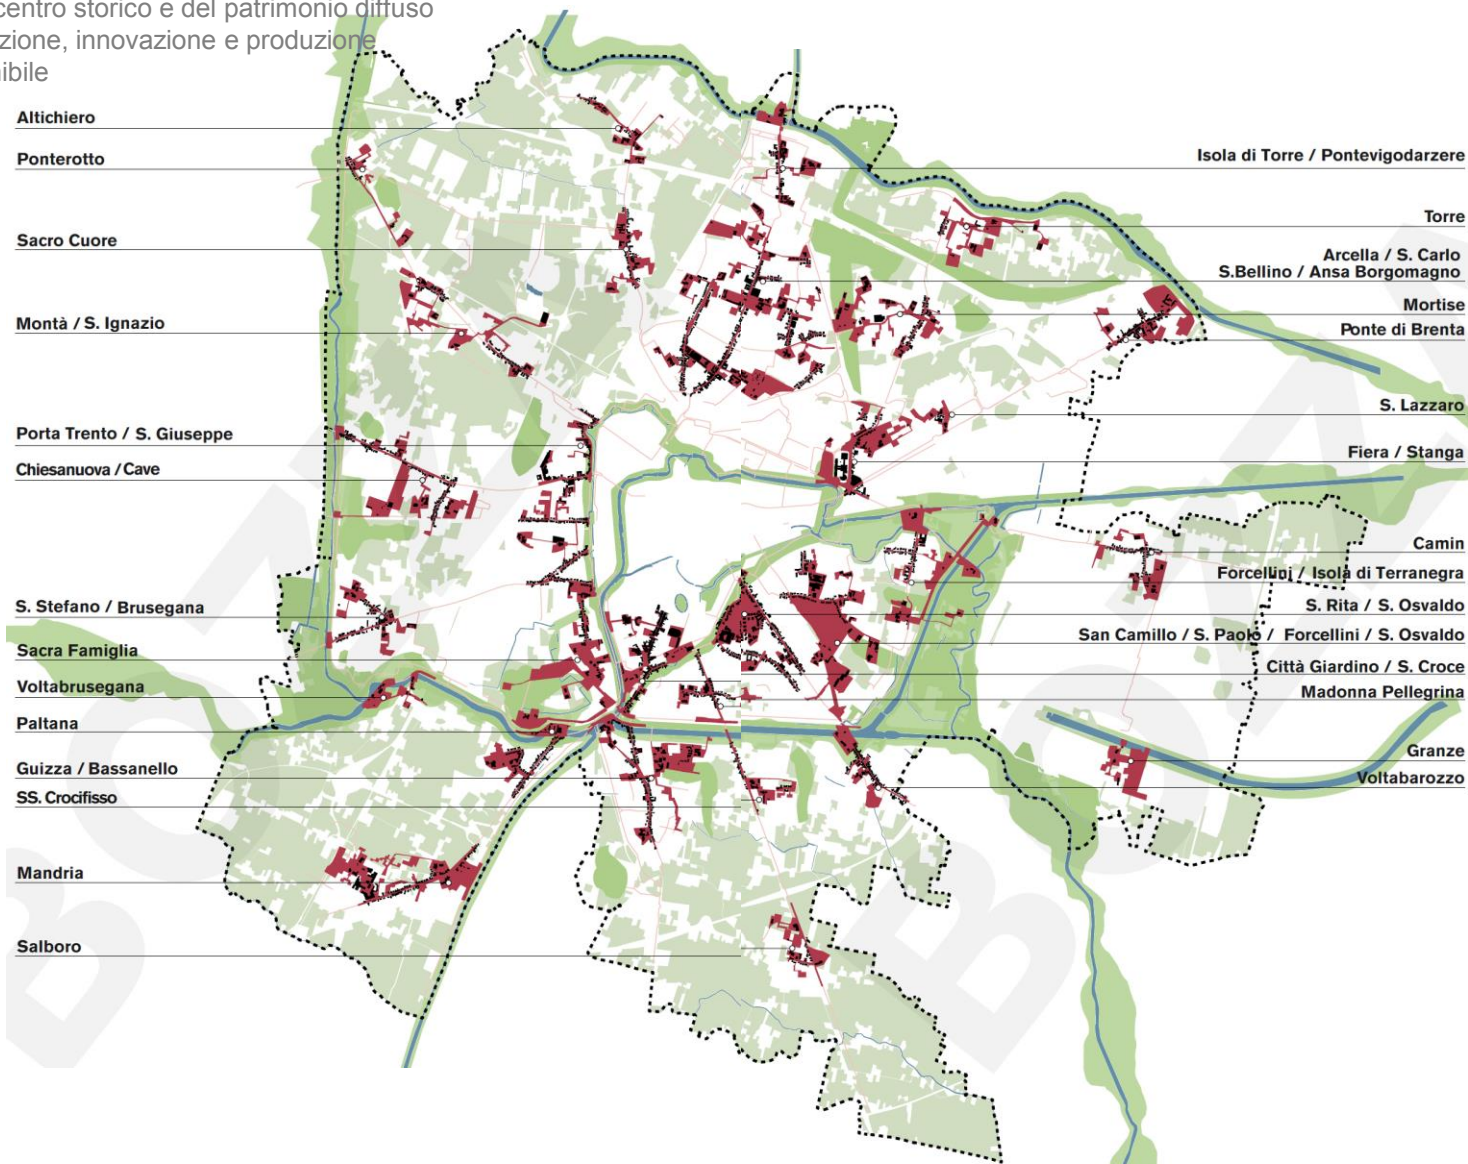 centro storico e del patrimonio diffuso
zione, innovazione e produzione
nibile
Altichiero
Ponterotto
Sacro Cuore
Montà / S. Ignazio
Porta Trento / S. Giuseppe
Chiesanuova / Cave
S. Stefano / Brusegana
Sacra Famiglia
Voltabrusegana
Paltana
Guizza / Bassanello
SS. Crocifisso
Mandria
Salboro
Isola di Torre / Pontevigodarzere
Torre
Arcella / S. Carlo
S.Bellino / Ansa Borgomagno
Mortise
Ponte di Brenta
S. Lazzaro
Fiera / Stanga
Camin
Forcellini / Isola di Terranegra
S. Rita / S. Osvaldo
San Camillo / S. Paolo / Forcellini / S. Osvaldo
Città Giardino / S. Croce
Madonna Pellegrina
Granze
Voltabarozzo
BOZZA
BOZZA